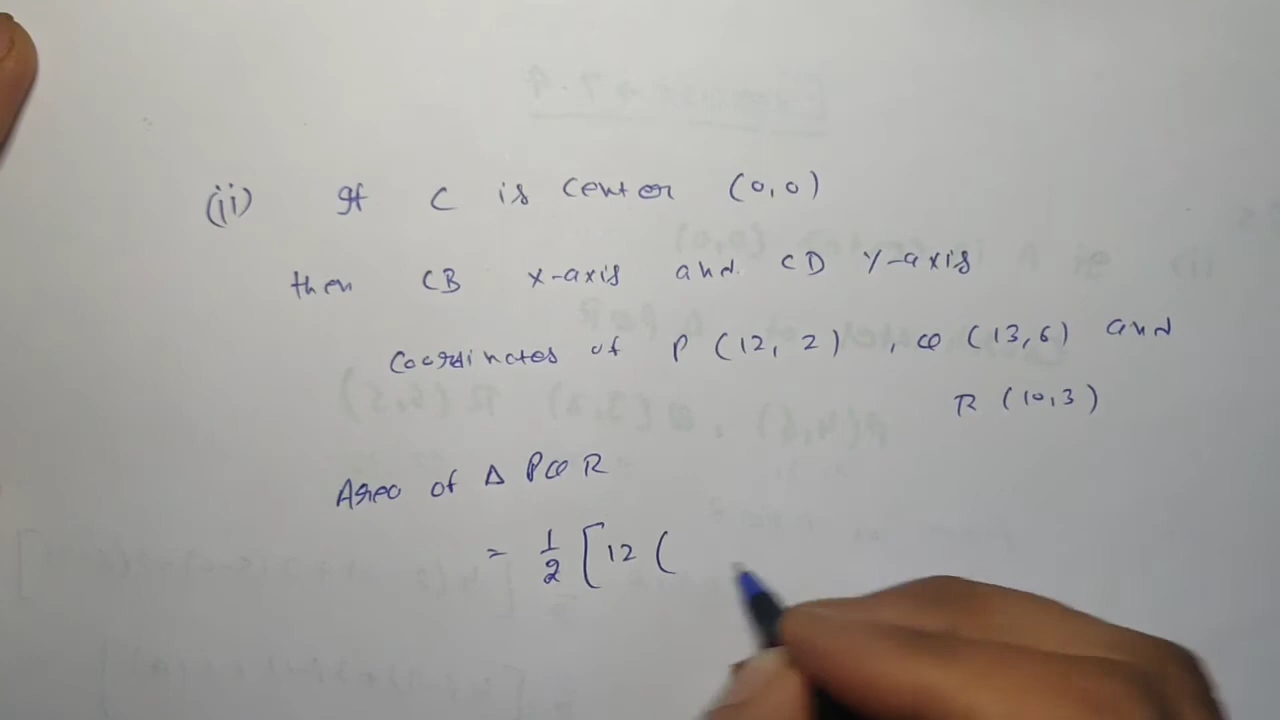 (ii) If C is center (0,0)
then CB x-axis and CD Y-axis
Coordinates of P (12, 2) , Q (13,6) and
R (10,3)
Area of Δ PQR
= 1/2 [12 (